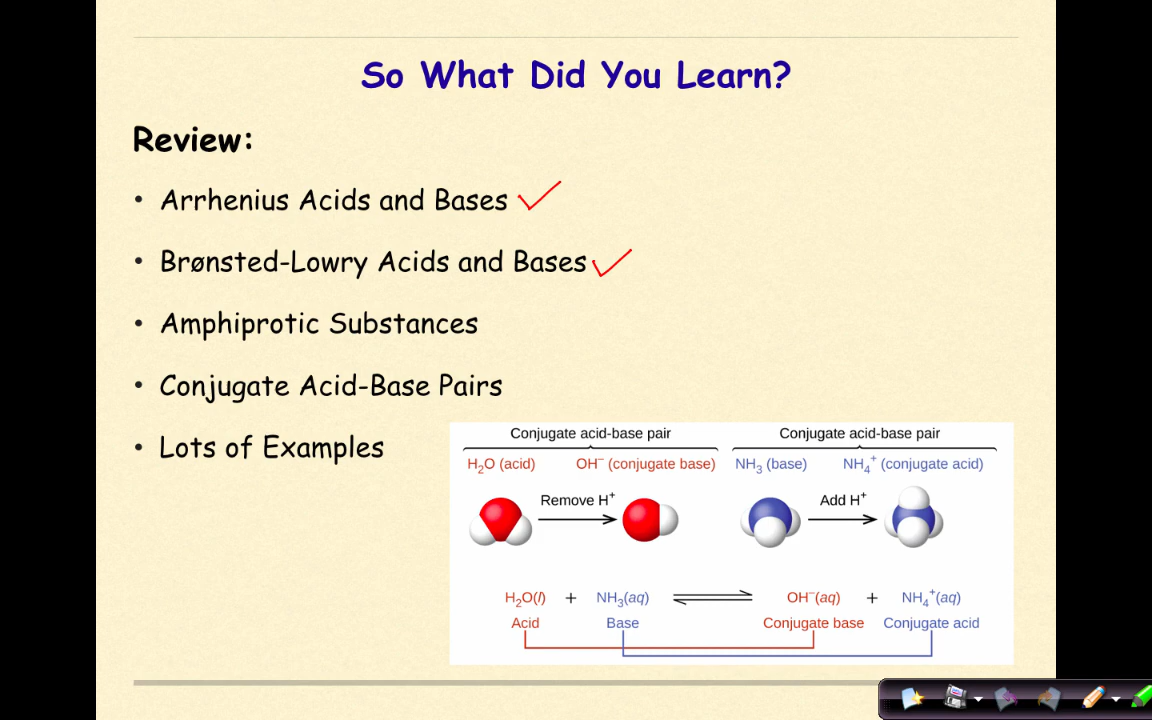 So What Did You Learn?
Review:
• Arrhenius Acids and Bases
• Brønsted-Lowry Acids and Bases
• Amphiprotic Substances
• Conjugate Acid-Base Pairs
• Lots of Examples
Conjugate acid-base pair Conjugate acid-base pair
H₂O (acid) OH⁻ (conjugate base) NH₃ (base) NH₄⁺ (conjugate acid)
Remove H⁺ Add H⁺
H₂O(l) + NH₃(aq) ⇌ OH⁻(aq) + NH₄⁺(aq)
Acid Base Conjugate base Conjugate acid